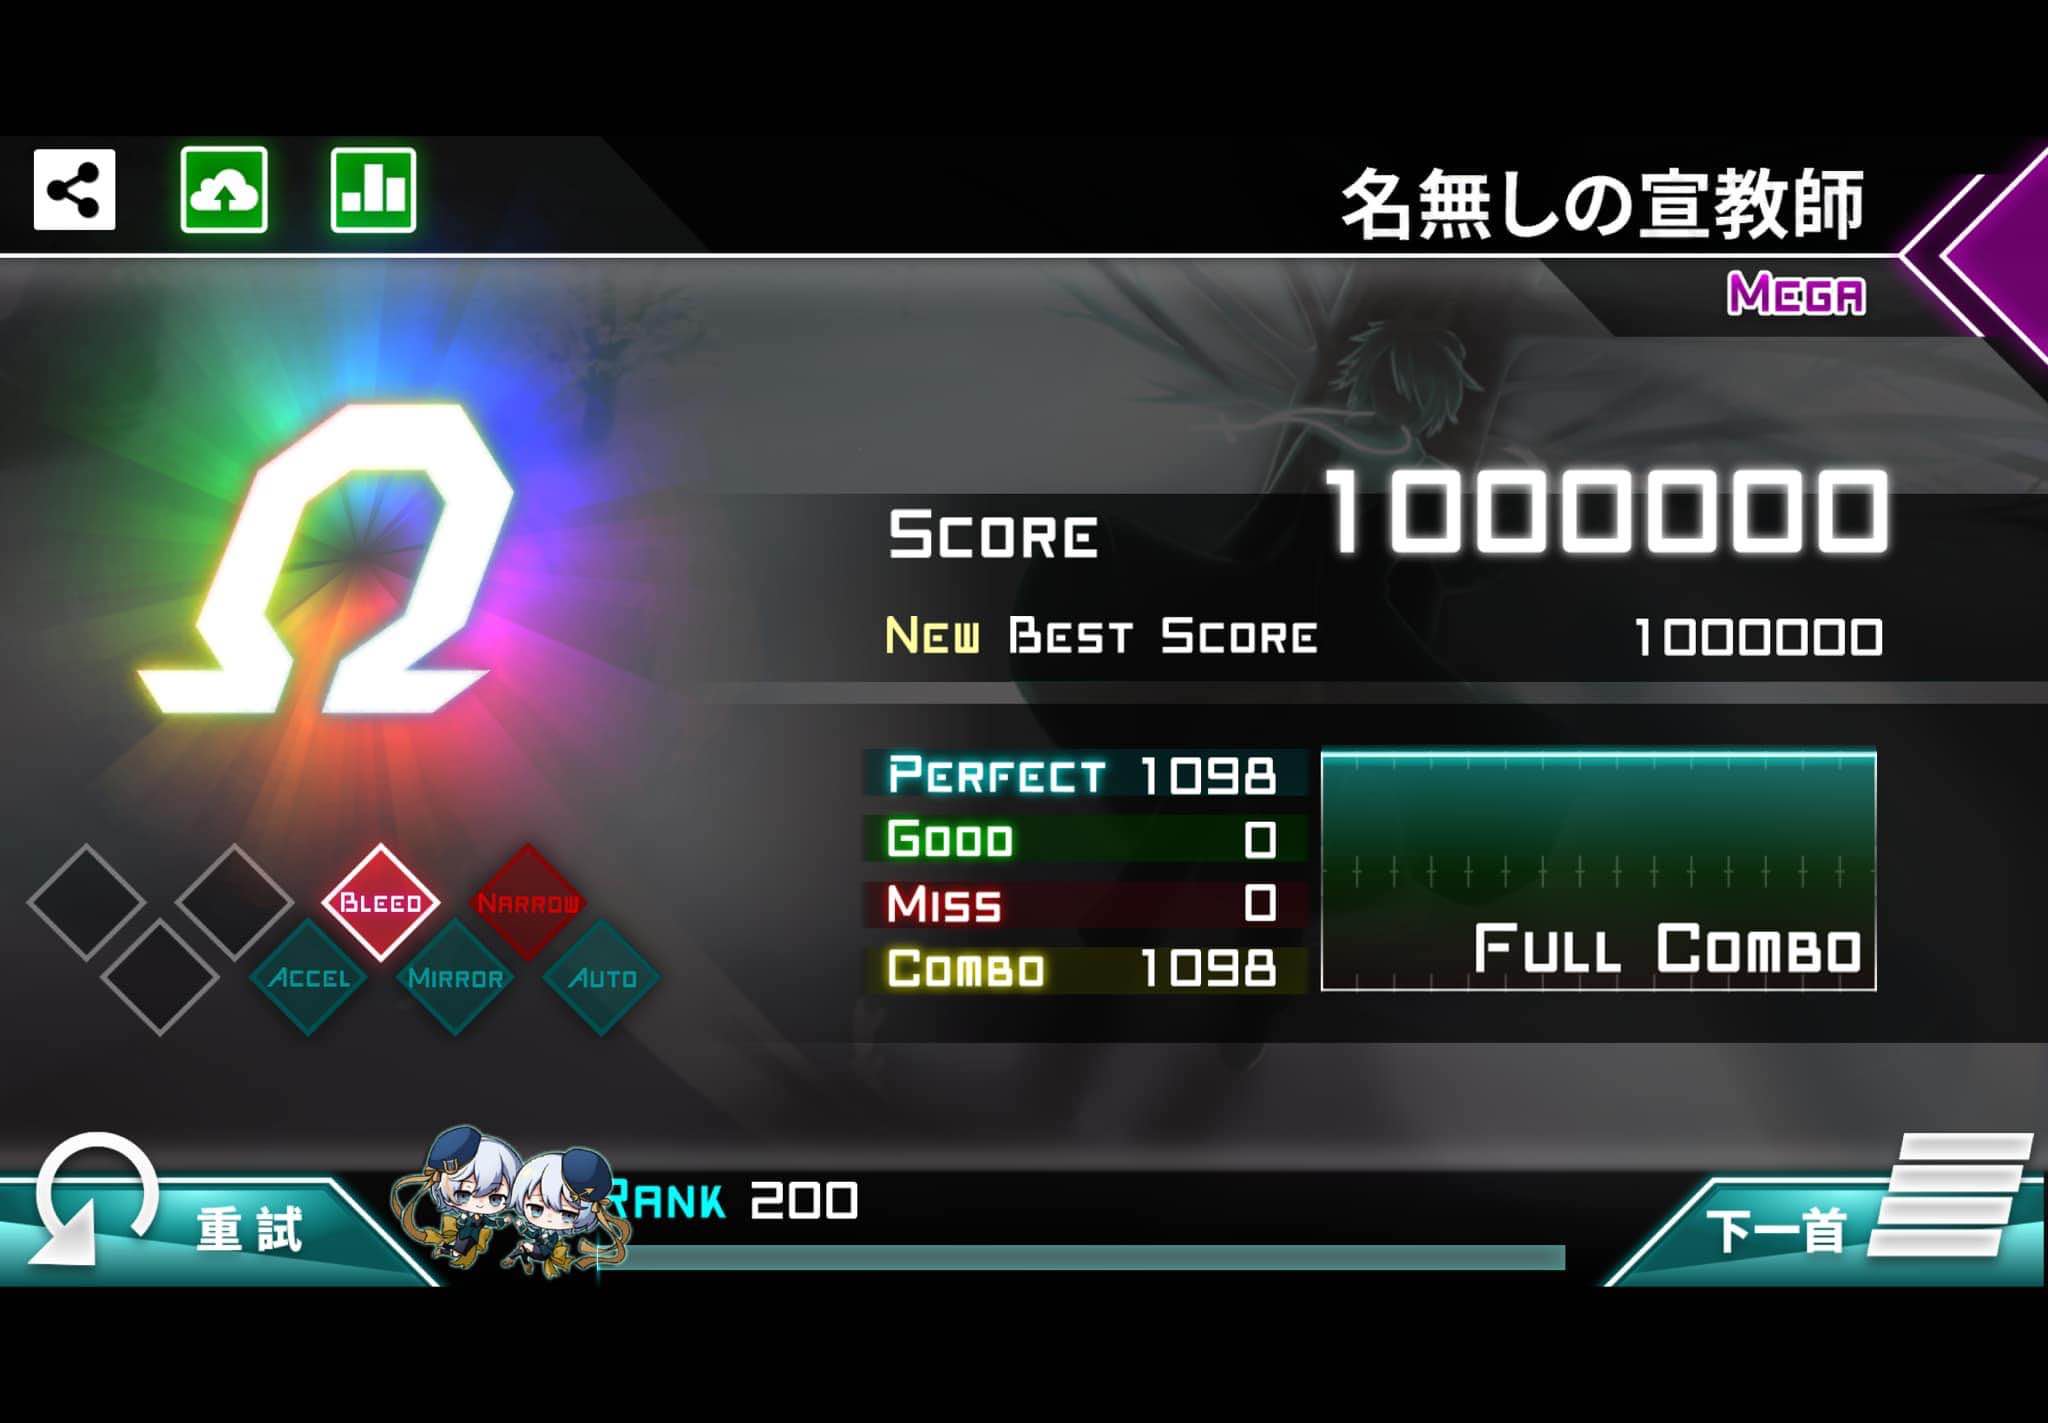 名無しの宣教師
MEGA
Ω
SCORE 1000000
NEW BEST SCORE 1000000
PERFECT 1098
GOOD 0
MISS 0
COMBO 1098
FULL COMBO
BLEED NARROW
ACCEL MIRROR AUTO
重試
RANK 200
下一首